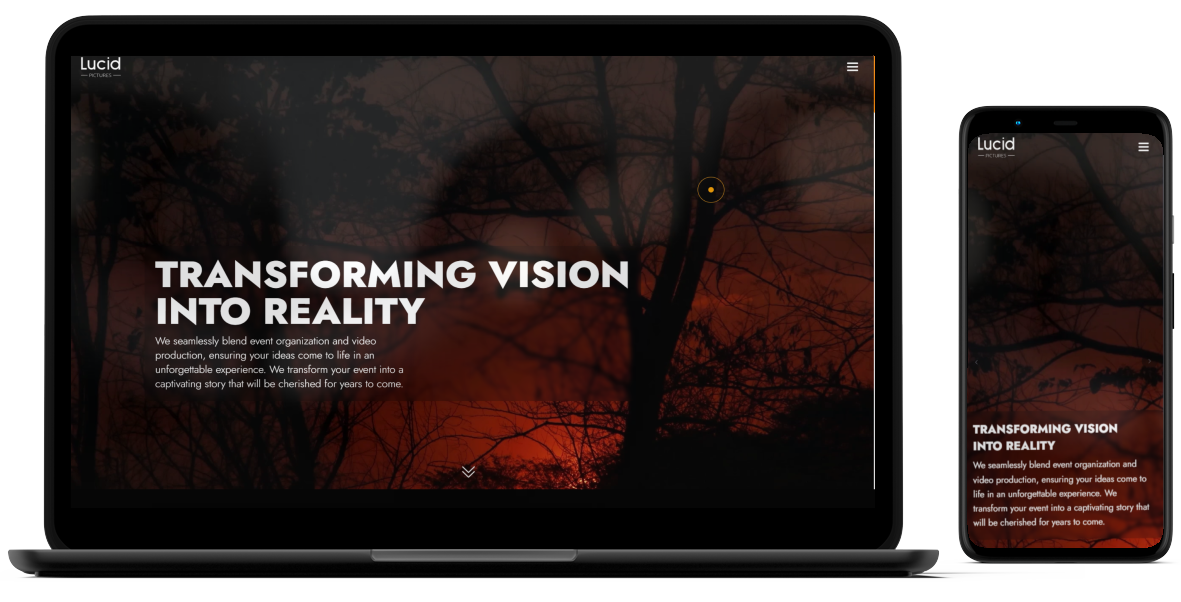 Lucid
PICTURES
TRANSFORMING VISION
INTO REALITY
We seamlessly blend event organization and video
production, ensuring your ideas come to life in an
unforgettable experience. We transform your event into a
captivating story that will be cherished for years to come.
Lucid
PICTURES
TRANSFORMING VISION
INTO REALITY
We seamlessly blend event organization and
video production, ensuring your ideas come to
life in an unforgettable experience. We
transform your event into a captivating story that
will be cherished for years to come.